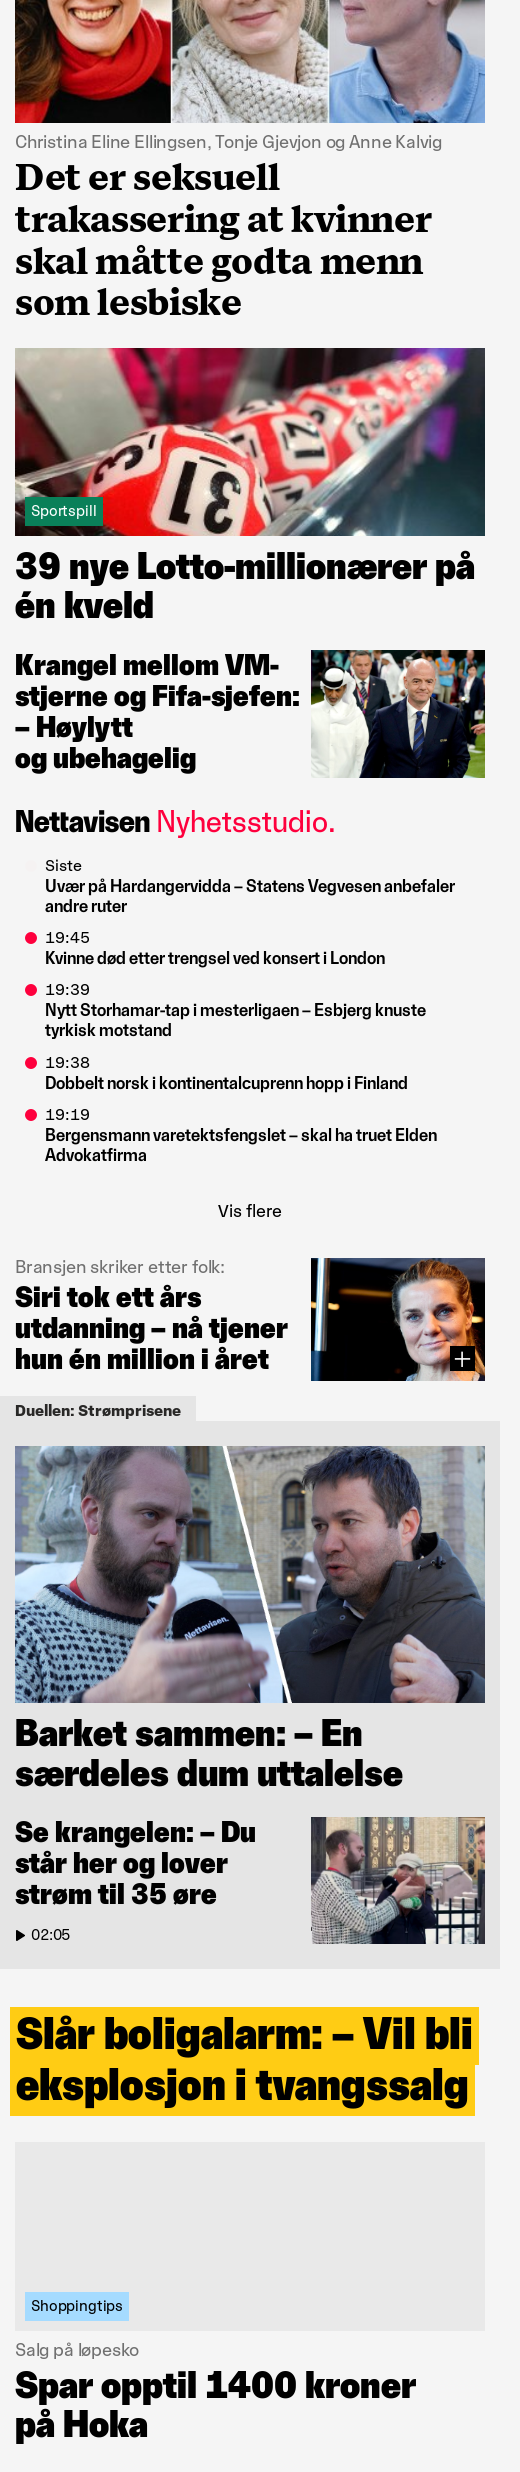 Christina Eline Ellingsen, Tonje Gjevjon og Anne Kalvig
Det er seksuell
trakassering at kvinner
skal måtte godta menn
som lesbiske
31
21
Sportspill
39 nye Lotto-millionærer på
én kveld
Krangel mellom VM-
stjerne og Fifa-sjefen:
– Høylytt
og ubehagelig
Nettavisen Nyhetsstudio.
Siste
Uvær på Hardangervidda – Statens Vegvesen anbefaler
andre ruter
19:45
Kvinne død etter trengsel ved konsert i London
19:39
Nytt Storhamar-tap i mesterligaen – Esbjerg knuste
tyrkisk motstand
19:38
Dobbelt norsk i kontinentalcuprenn hopp i Finland
19:19
Bergensmann varetektsfengslet – skal ha truet Elden
Advokatfirma
Vis flere
Bransjen skriker etter folk:
Siri tok ett års
utdanning – nå tjener
hun én million i året
Duellen: Strømprisene
Nettavisen.
Barket sammen: – En
særdeles dum uttalelse
Se krangelen: – Du
står her og lover
strøm til 35 øre
02:05
Slår boligalarm: – Vil bli
eksplosjon i tvangssalg
Shoppingtips
Salg på løpesko
Spar opptil 1400 kroner
på Hoka